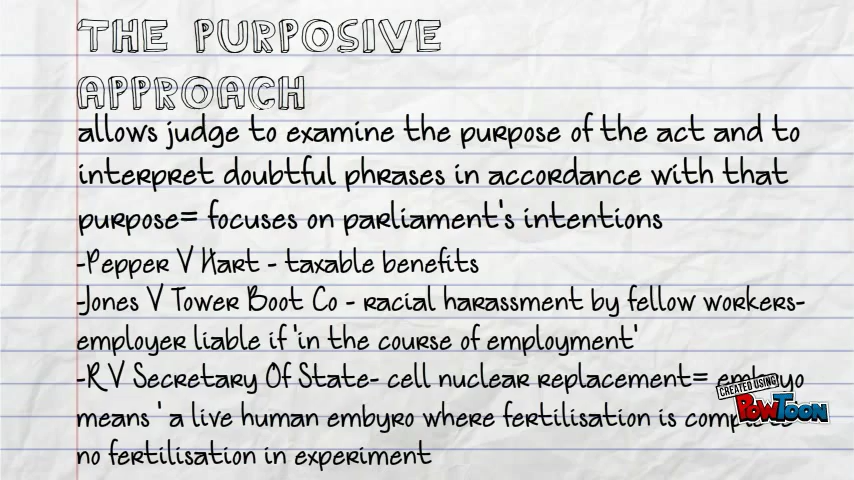 THE PURPOSIVE
APPROACH
allows judge to examine the purpose of the act and to
interpret doubtful phrases in accordance with that
purpose= focuses on parliament's intentions
-Pepper V Hart - taxable benefits
-Jones V Tower Boot Co - racial harassment by fellow workers-
employer liable if 'in the course of employment'
-R V Secretary Of State- cell nuclear replacement= embryo
means ' a live human embyro where fertilisation is
no fertilisation in experiment
CREATED USING
POWTOON